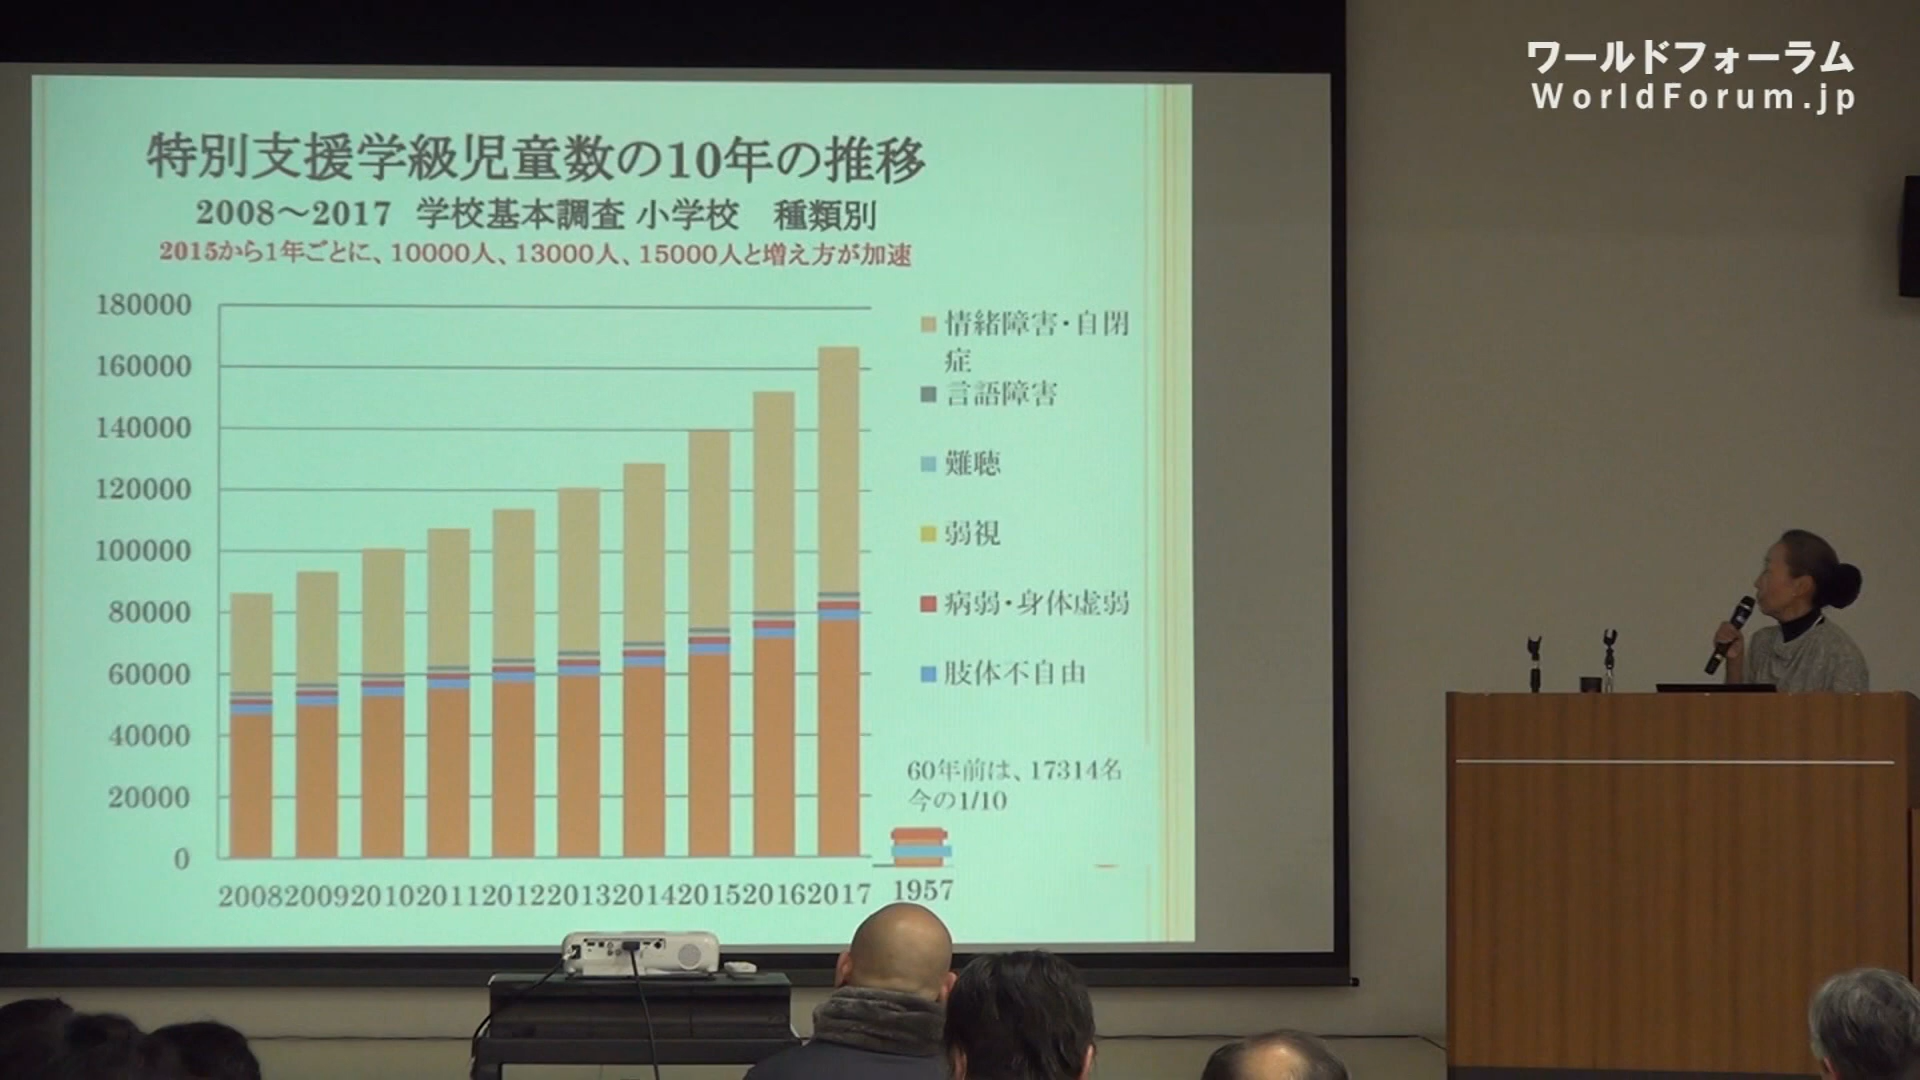 ワールドフォーラム
WorldForum.jp
特別支援学級児童数の10年の推移
2008～2017 学校基本調査 小学校 種類別
2015から1年ごとに、10000人、13000人、15000人と増え方が加速
180000
160000
140000
120000
100000
80000
60000
40000
20000
0
2008 2009 2010 2011 2012 2013 2014 2015 2016 2017
1957
情緒障害・自閉
症
言語障害
難聴
弱視
病弱・身体虚弱
肢体不自由
60年前は、17314名
今の1/10